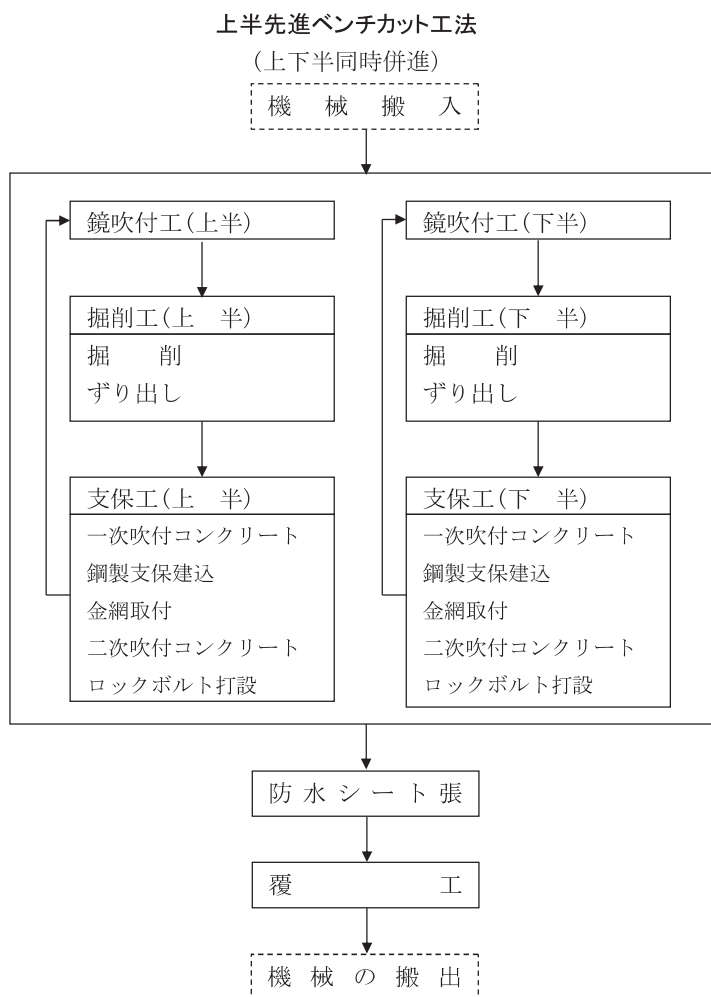 上半先進ベンチカット工法
(上下半同時併進)
機械搬入
鏡吹付工(上半)
掘削工(上　半)
掘　　削
ずり出し
支保工(上　半)
一次吹付コンクリート
鋼製支保建込
金網取付
二次吹付コンクリート
ロックボルト打設
鏡吹付工(下半)
掘削工(下　半)
掘　　削
ずり出し
支保工(下　半)
一次吹付コンクリート
鋼製支保建込
金網取付
二次吹付コンクリート
ロックボルト打設
防水シート張
覆工
機械の搬出